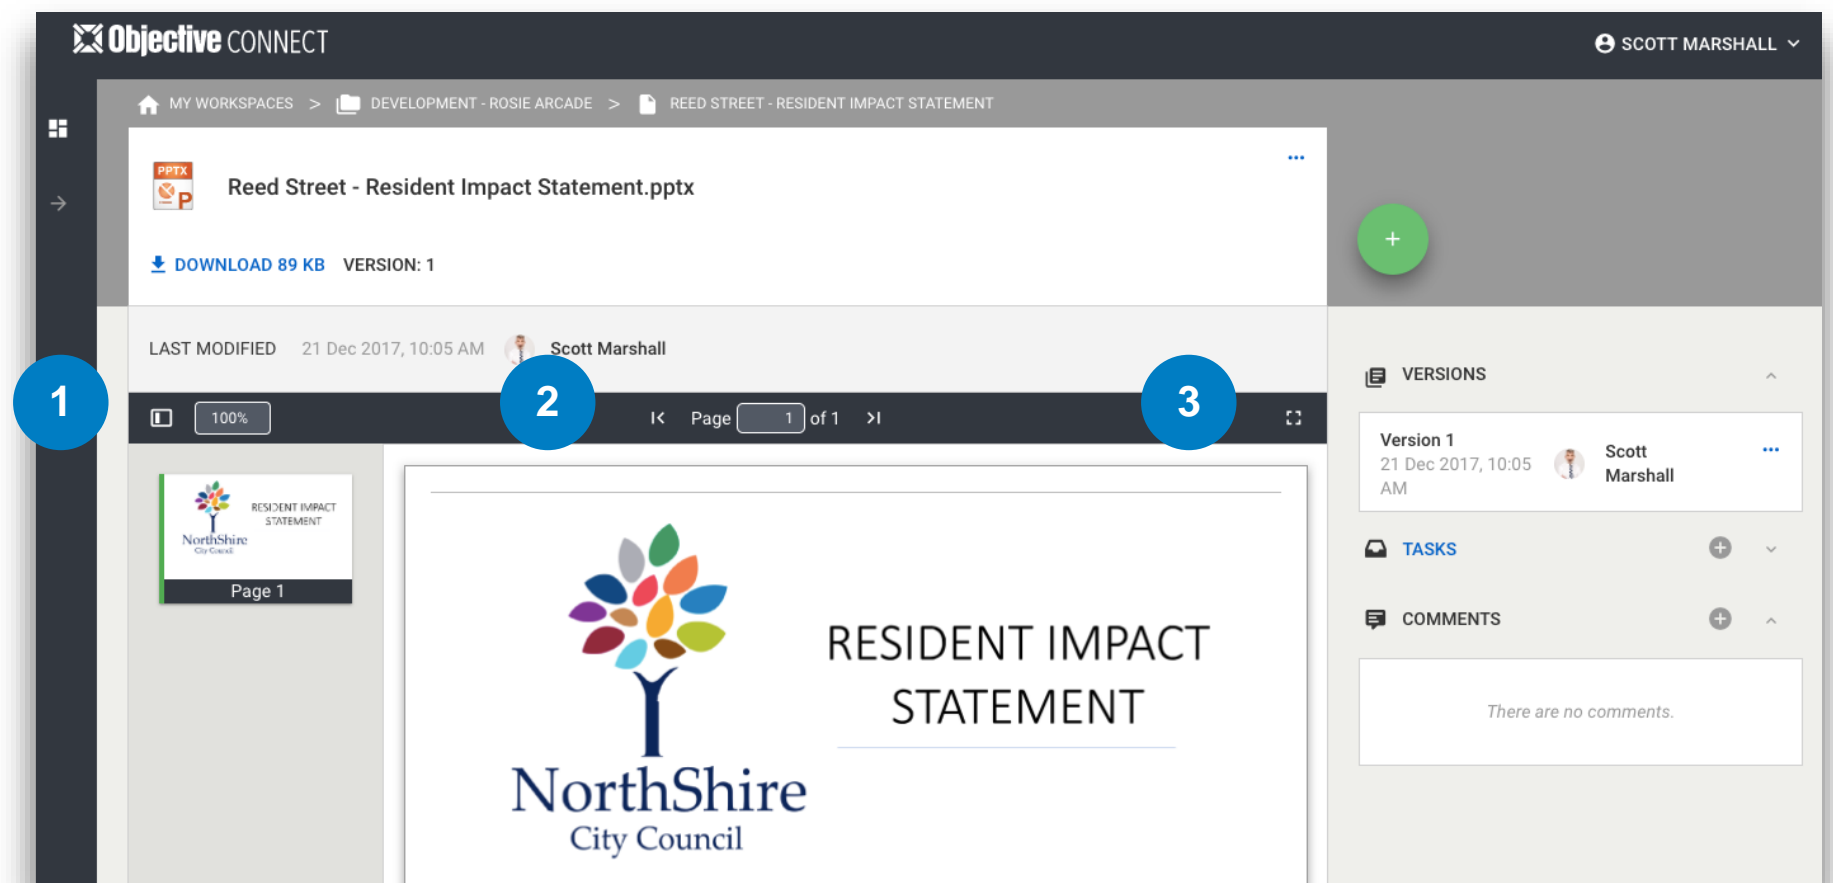 Objective CONNECT
SCOTT MARSHALL
MY WORKSPACES > DEVELOPMENT - ROSIE ARCADE > REED STREET - RESIDENT IMPACT STATEMENT
PPTX
P
Reed Street - Resident Impact Statement.pptx
+
DOWNLOAD 89 KB VERSION: 1
LAST MODIFIED 21 Dec 2017, 10:05 AM Scott Marshall
1
2
3
100%
Page 1 of 1
VERSIONS
Version 1
21 Dec 2017, 10:05
AM
Scott
Marshall
TASKS
COMMENTS
There are no comments.
RESIDENT IMPACT
STATEMENT
NorthShire
City Council
Page 1
RESIDENT IMPACT
STATEMENT
NorthShire
City Council